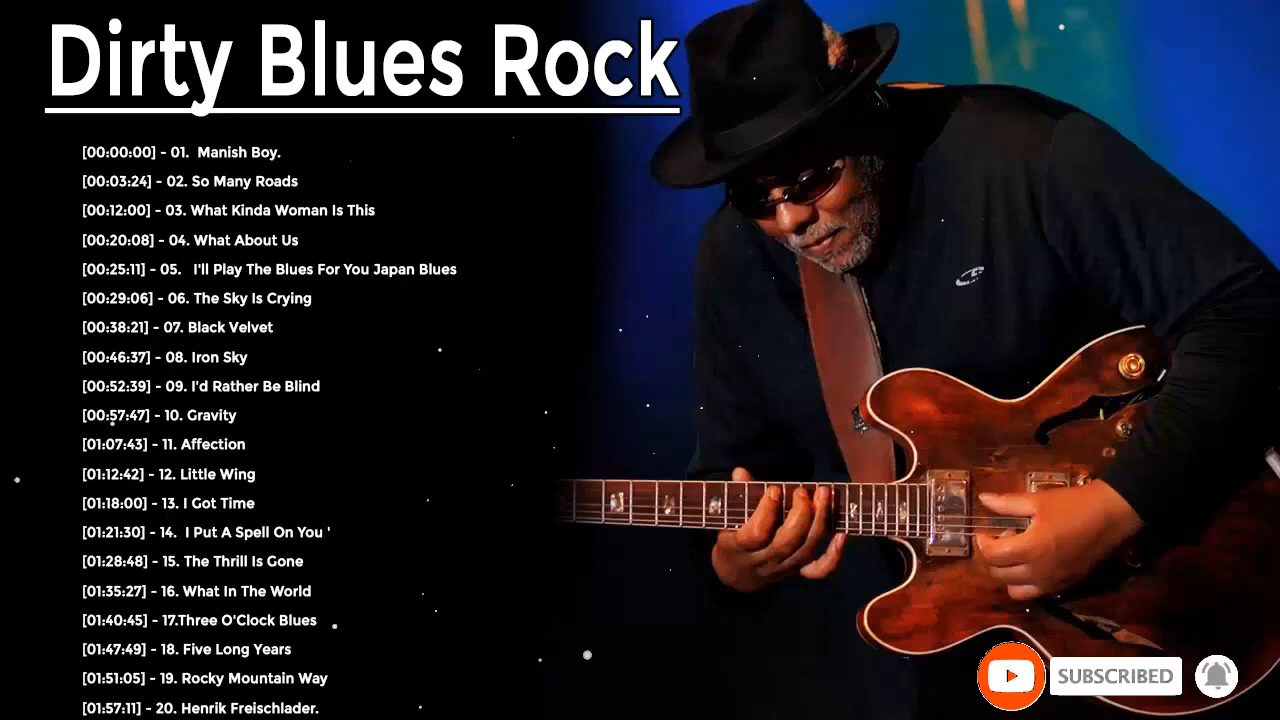 Dirty Blues Rock
[00:00:00] - 01. Manish Boy.
[00:03:24] - 02. So Many Roads
[00:12:00] - 03. What Kinda Woman Is This
[00:20:08] - 04. What About Us
[00:25:11] - 05. I'll Play The Blues For You Japan Blues
[00:29:06] - 06. The Sky Is Crying
[00:38:21] - 07. Black Velvet
[00:46:37] - 08. Iron Sky
[00:52:39] - 09. I'd Rather Be Blind
[00:57:47] - 10. Gravity
[01:07:43] - 11. Affection
[01:12:42] - 12. Little Wing
[01:18:00] - 13. I Got Time
[01:21:30] - 14. I Put A Spell On You '
[01:28:48] - 15. The Thrill Is Gone
[01:35:27] - 16. What In The World
[01:40:45] - 17.Three O'Clock Blues
[01:47:49] - 18. Five Long Years
[01:51:05] - 19. Rocky Mountain Way
[01:57:11] - 20. Henrik Freischlader.
SUBSCRIBED